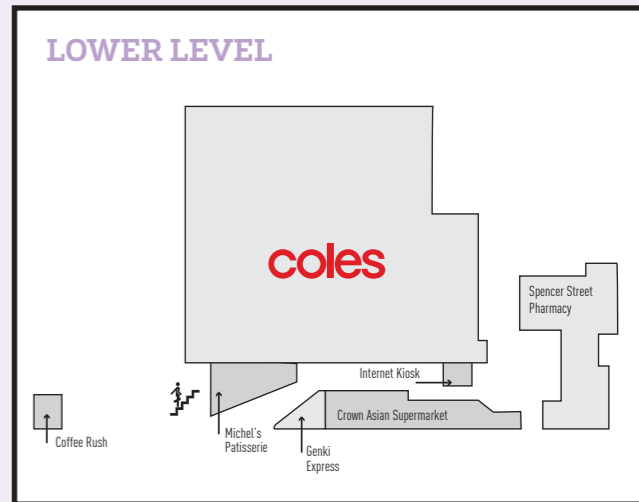 LOWER LEVEL
coles
Spencer Street
Pharmacy
Internet Kiosk
Crown Asian Supermarket
Michel's
Patisserie
Coffee Rush
Genki
Express